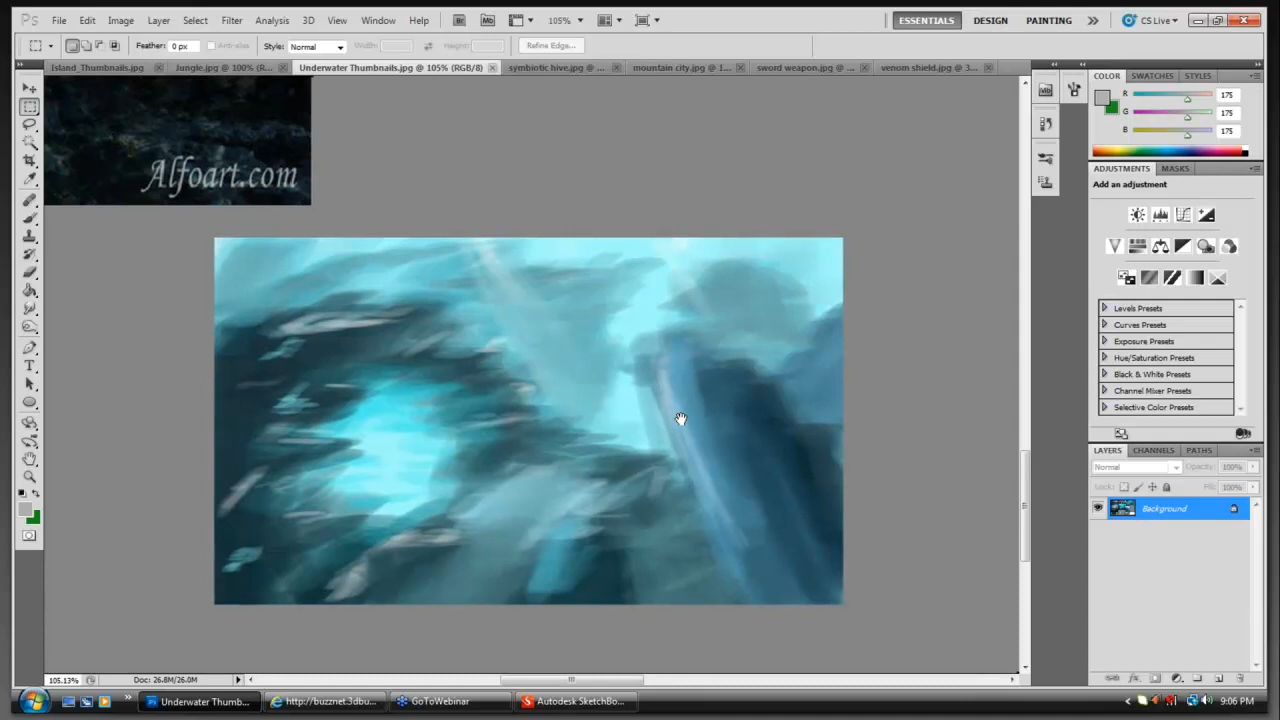 Ps File Edit Image Layer Select Filter Analysis 3D View Window Help Br Mb 105% ESSENTIALS DESIGN PAINTING CS Live
Feather: 0 px Anti-alias Style: Normal Width: Height: Refine Edge...
Island_Thumbnails.jpg Jungle.jpg @ 100% (R... Underwater Thumbnails.jpg @ 105% (RGB/8) symbiotic hive.jpg @ ... mountain city.jpg @ 1... sword weapon.jpg @ ... venom shield.jpg @ 3...
COLOR SWATCHES STYLES
R 175
G 175
B 175
ADJUSTMENTS MASKS
Add an adjustment
Alfoart.com
Levels Presets
Curves Presets
Exposure Presets
Hue/Saturation Presets
Black & White Presets
Channel Mixer Presets
Selective Color Presets
LAYERS CHANNELS PATHS
Normal Opacity: 100%
Lock: Fill: 100%
Background
105.13% Doc: 26.8M/26.0M
Underwater Thumb... http://buzznet.3dbu... GoToWebinar Autodesk SketchBo... 9:06 PM